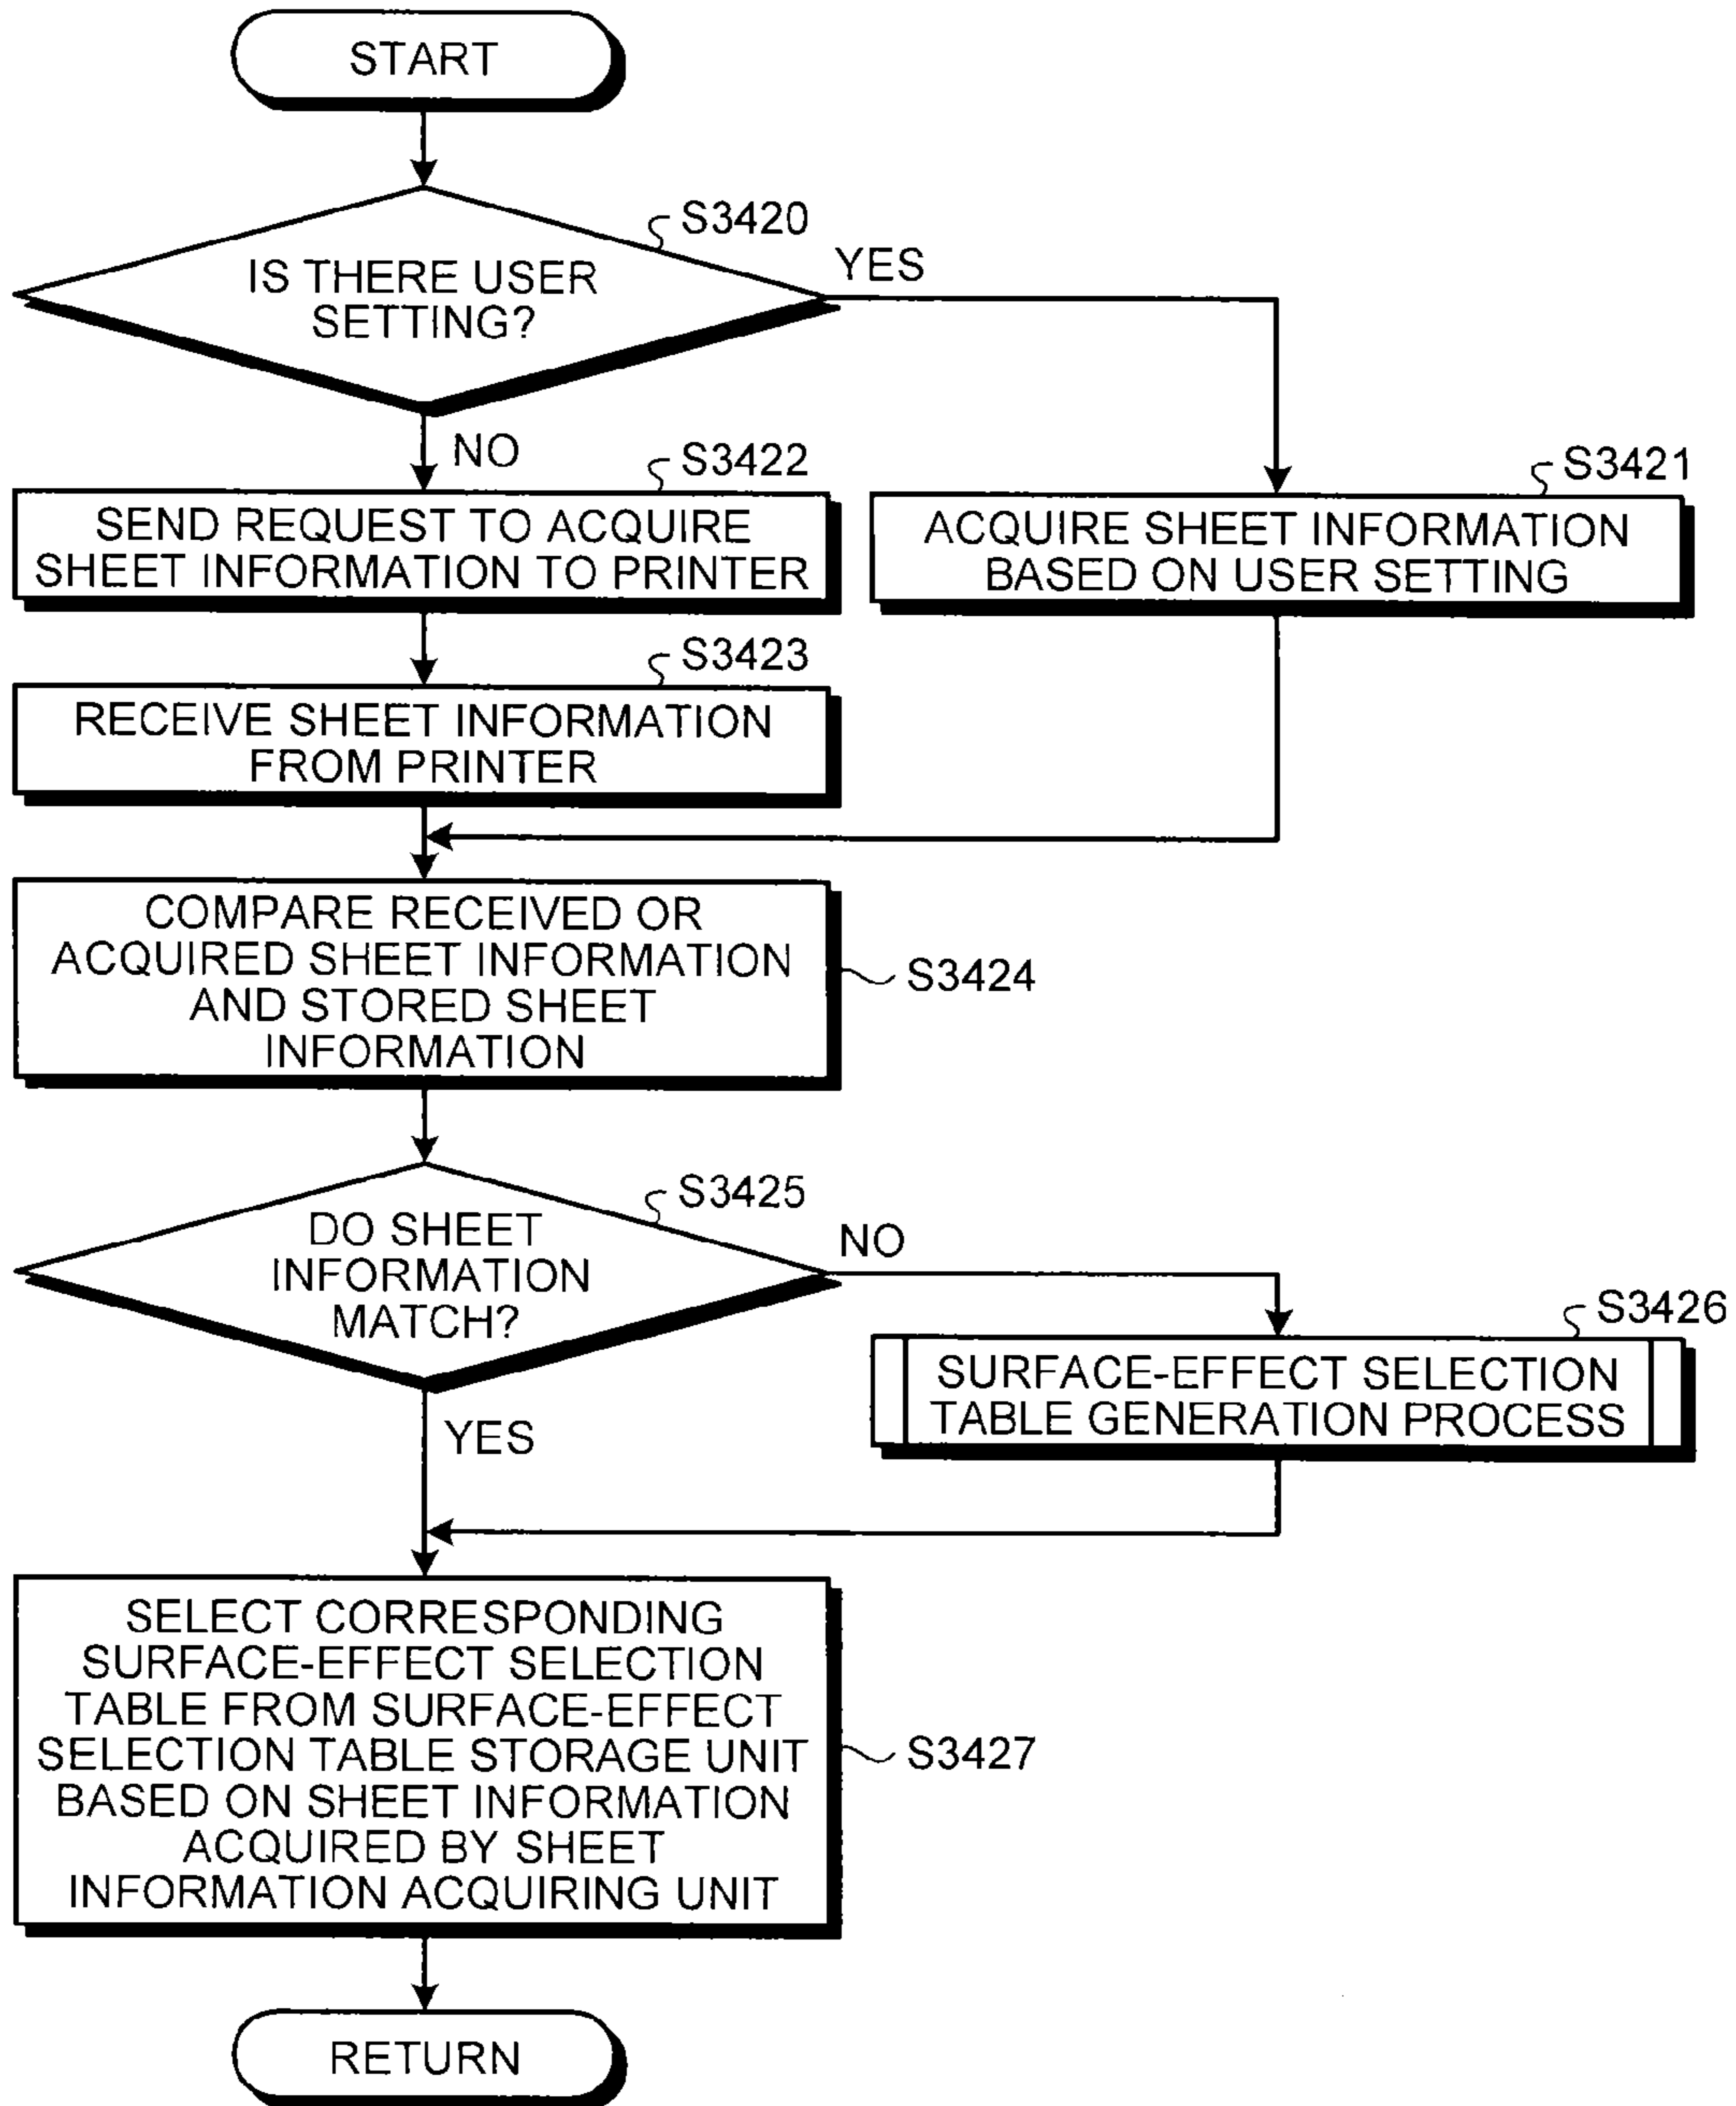 START
S3420
IS THERE USER
SETTING?
YES
NO
S3422
SEND REQUEST TO ACQUIRE
SHEET INFORMATION TO PRINTER
S3421
ACQUIRE SHEET INFORMATION
BASED ON USER SETTING
S3423
RECEIVE SHEET INFORMATION
FROM PRINTER
COMPARE RECEIVED OR
ACQUIRED SHEET INFORMATION
AND STORED SHEET
INFORMATION
S3424
S3425
DO SHEET
INFORMATION
MATCH?
NO
YES
S3426
SURFACE-EFFECT SELECTION
TABLE GENERATION PROCESS
SELECT CORRESPONDING
SURFACE-EFFECT SELECTION
TABLE FROM SURFACE-EFFECT
SELECTION TABLE STORAGE UNIT
BASED ON SHEET INFORMATION
ACQUIRED BY SHEET
INFORMATION ACQUIRING UNIT
S3427
RETURN